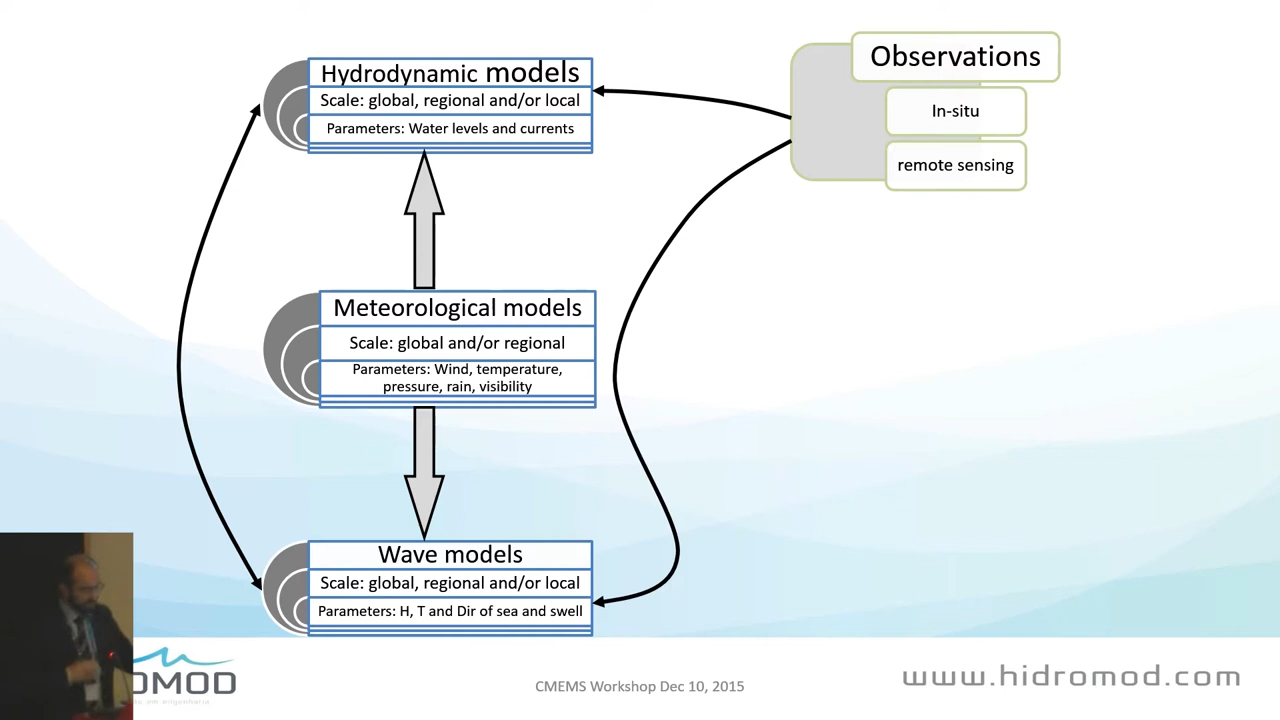 Observations
In-situ
remote sensing
Hydrodynamic models
Scale: global, regional and/or local
Parameters: Water levels and currents
Meteorological models
Scale: global and/or regional
Parameters: Wind, temperature,
pressure, rain, visibility
Wave models
Scale: global, regional and/or local
Parameters: H, T and Dir of sea and swell
OMOD
em engenharia
CMEMS Workshop Dec 10, 2015
www.hidromod.com